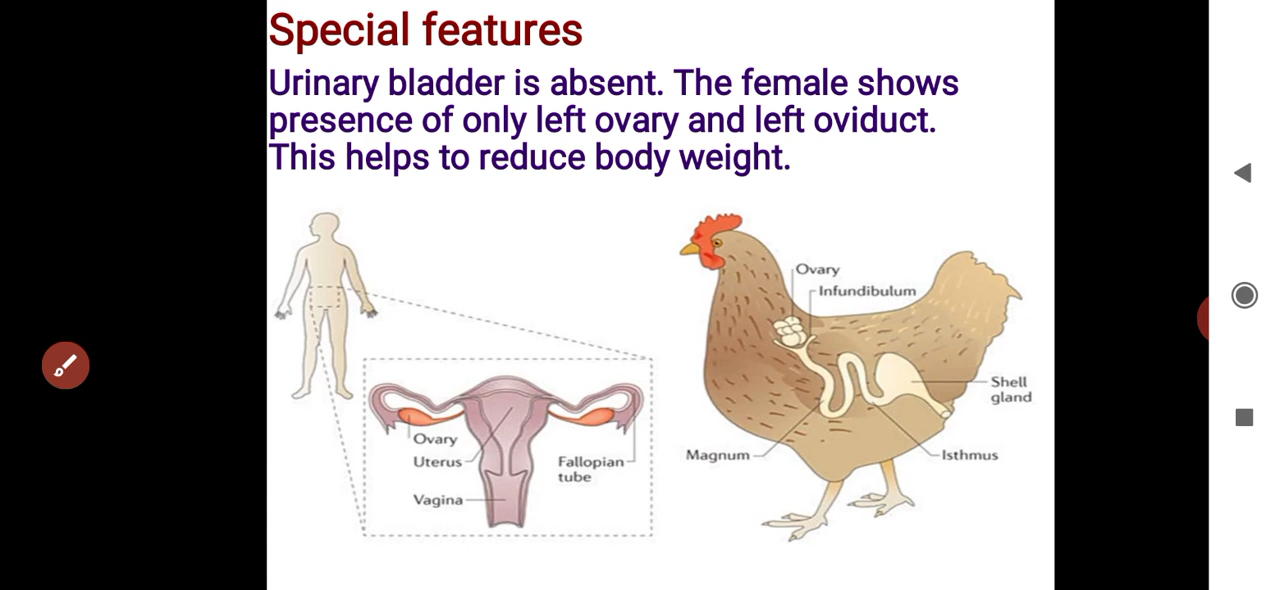 Special features
Urinary bladder is absent. The female shows
presence of only left ovary and left oviduct.
This helps to reduce body weight.
Ovary
Uterus
Vagina
Fallopian
tube
Ovary
Infundibulum
Shell
gland
Magnum
Isthmus